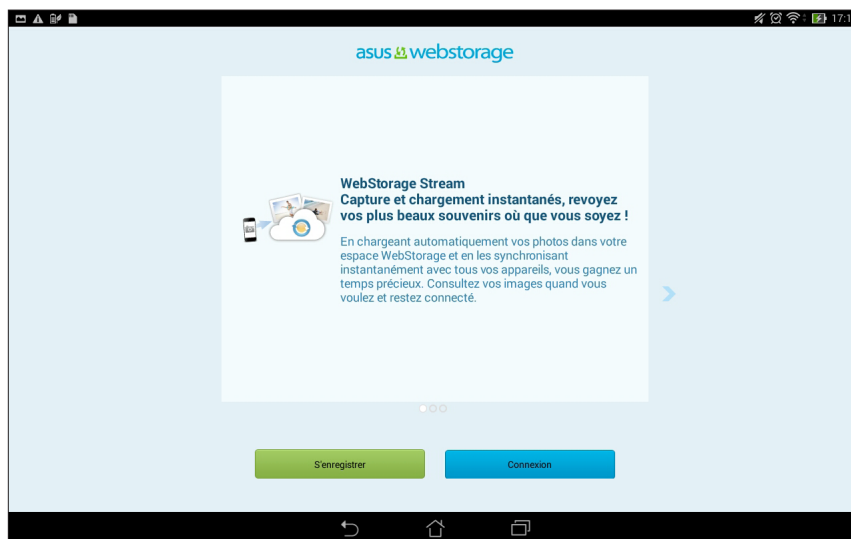 17:1
asus webstorage
WebStorage Stream
Capture et chargement instantanés, revoyez
vos plus beaux souvenirs où que vous soyez !
En chargeant automatiquement vos photos dans votre
espace WebStorage et en les synchronisant
instantanément avec tous vos appareils, vous gagnez un
temps précieux. Consultez vos images quand vous
voulez et restez connecté.
S'enregistrer
Connexion